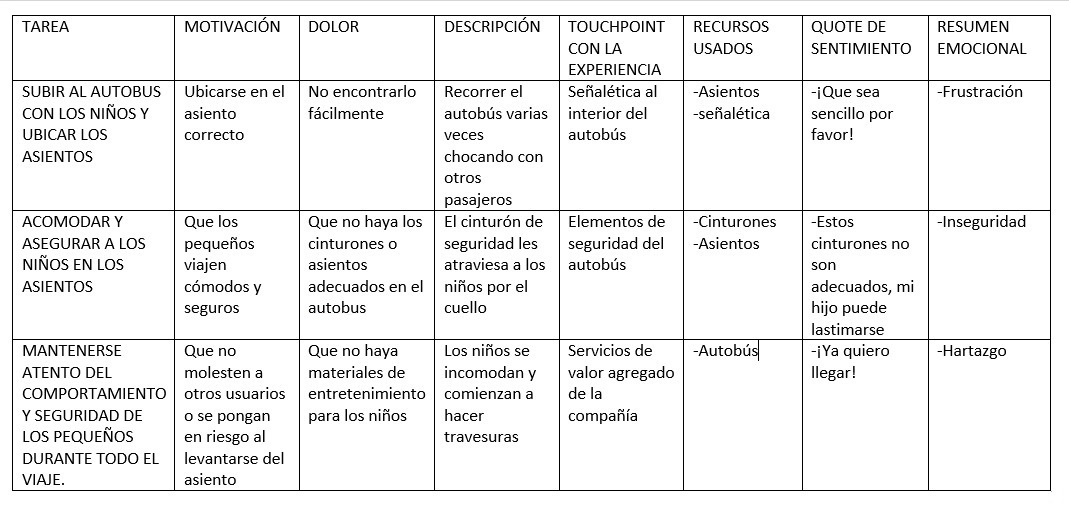 TAREA
MOTIVACIÓN
DOLOR
DESCRIPCIÓN
TOUCHPOINT
CON LA
EXPERIENCIA
RECURSOS
USADOS
QUOTE DE
SENTIMIENTO
RESUMEN
EMOCIONAL
SUBIR AL AUTOBUS
CON LOS NIÑOS Y
UBICAR LOS
ASIENTOS
Ubicarse en el
asiento
correcto
No encontrarlo
fácilmente
Recorrer el
autobús varias
veces
chocando con
otros
pasajeros
Señalética al
interior del
autobús
-Asientos
-señalética
-¡Que sea
sencillo por
favor!
-Frustración
ACOMODAR Y
ASEGURAR A LOS
NIÑOS EN LOS
ASIENTOS
Que los
pequeños
viajen
cómodos y
seguros
Que no haya los
cinturones o
asientos
adecuados en el
autobus
El cinturón de
seguridad les
atraviesa a los
niños por el
cuello
Elementos de
seguridad del
autobús
-Cinturones
-Asientos
-Estos
cinturones no
son
adecuados, mi
hijo puede
lastimarse
-Inseguridad
MANTENERSE
ATENTO DEL
COMPORTAMIENTO
Y SEGURIDAD DE
LOS PEQUEÑOS
DURANTE TODO EL
VIAJE.
Que no
molesten a
otros usuarios
o se pongan
en riesgo al
levantarse del
asiento
Que no haya
materiales de
entretenimiento
para los niños
Los niños se
incomodan y
comienzan a
hacer
travesuras
Servicios de
valor agregado
de la
compañía
-Autobús
-¡Ya quiero
llegar!
-Hartazgo